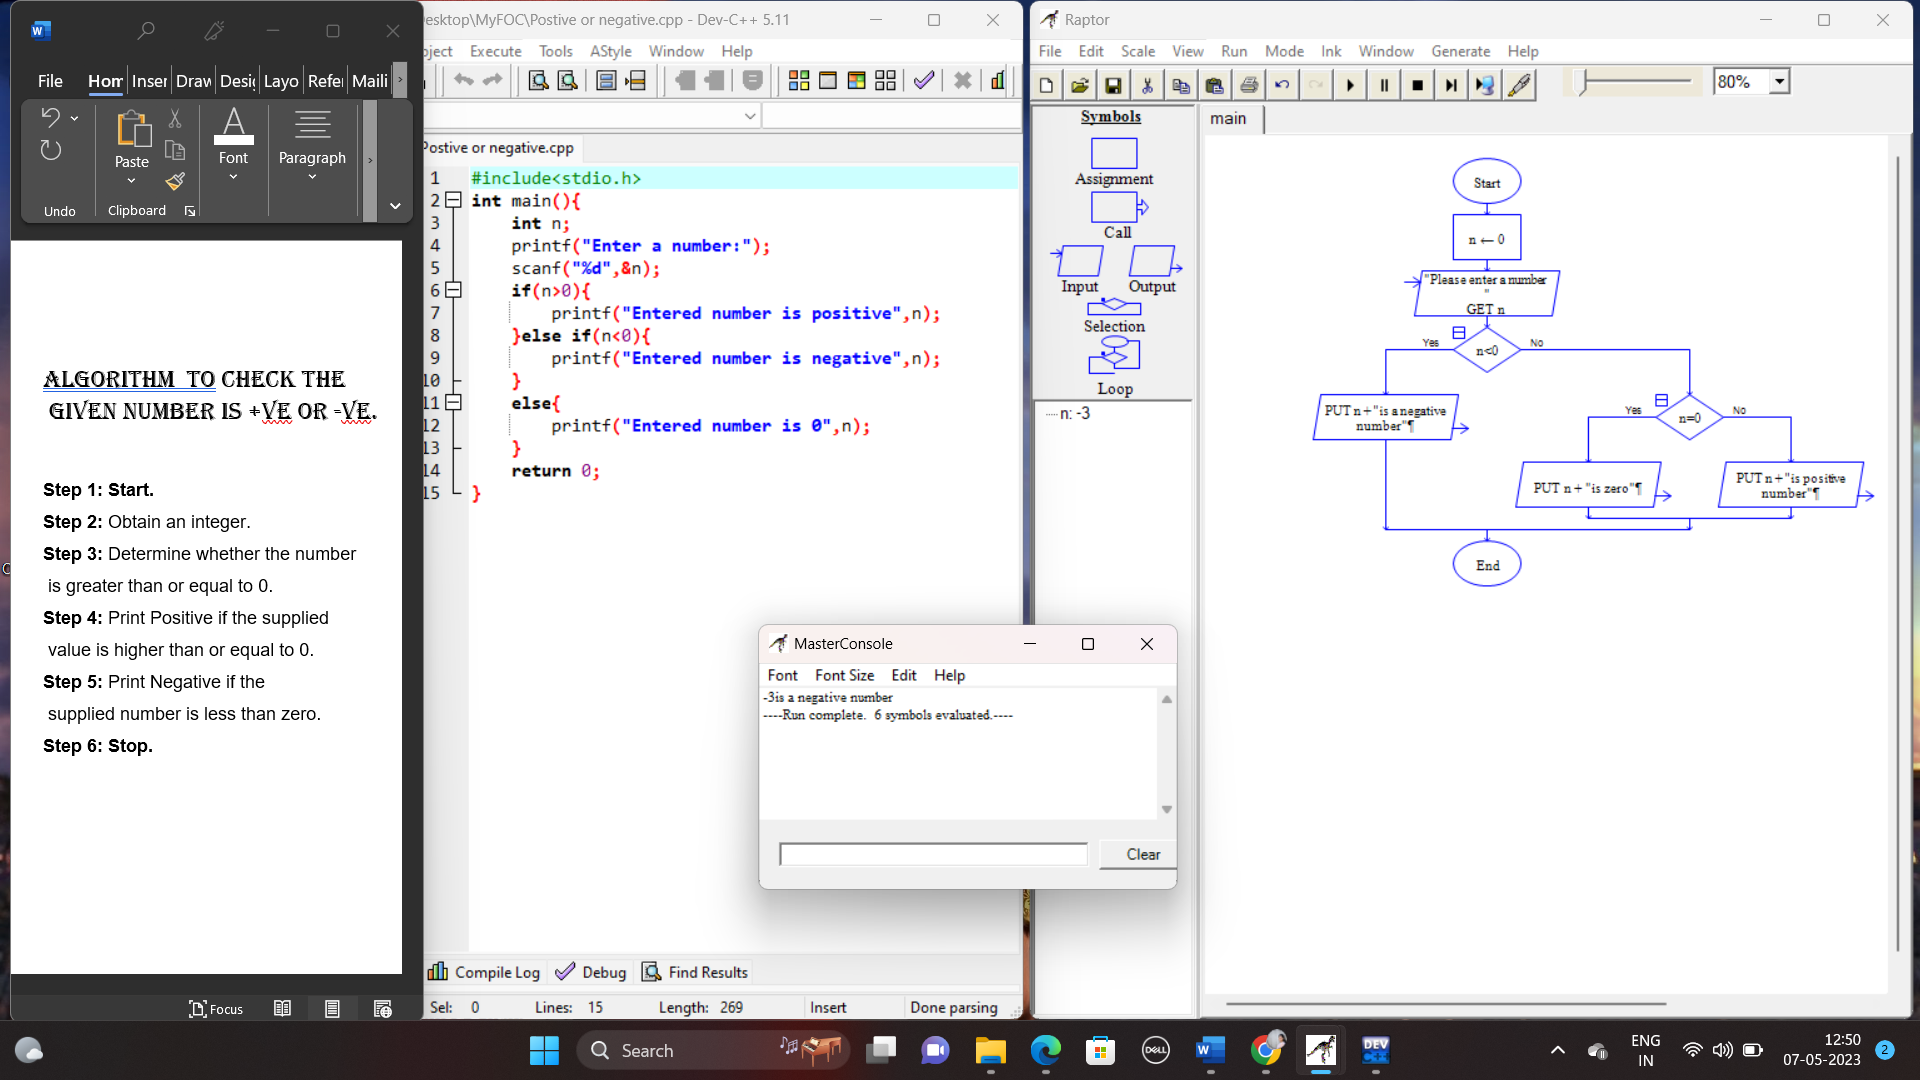 File Hom Inser Draw Desi Layo Refe Maili
Paste Font Paragraph
Undo Clipboard
ALGORITHM TO CHECK THE
GIVEN NUMBER IS +VE OR -VE.
Step 1: Start.
Step 2: Obtain an integer.
Step 3: Determine whether the number
is greater than or equal to 0.
Step 4: Print Positive if the supplied
value is higher than or equal to 0.
Step 5: Print Negative if the
supplied number is less than zero.
Step 6: Stop.
Focus
esktop\MyFOC\Postive or negative.cpp - Dev-C++ 5.11
ject Execute Tools AStyle Window Help
Postive or negative.cpp
1 #include<stdio.h>
2 int main(){
3 int n;
4 printf("Enter a number:");
5 scanf("%d",&n);
6 if(n>0){
7 printf("Entered number is positive",n);
8 }else if(n<0){
9 printf("Entered number is negative",n);
10 }
11 else{
12 printf("Entered number is 0",n);
13 }
14 return 0;
15 }
Compile Log Debug Find Results
Sel: 0 Lines: 15 Length: 269 Insert Done parsing
Raptor
File Edit Scale View Run Mode Ink Window Generate Help
80%
Symbols
Assignment
Call
Input Output
Selection
Loop
n: -3
main
Start
n ← 0
"Please enter a number
"
GET n
Yes n<0 No
PUT n+"is a negative
number"¶
Yes n=0 No
PUT n + "is zero"¶
PUT n+"is positive
number"¶
End
MasterConsole
Font Font Size Edit Help
-3is a negative number
----Run complete. 6 symbols evaluated.----
Clear
Search
DELL
DEV
C++
ENG
IN
12:50
07-05-2023
2